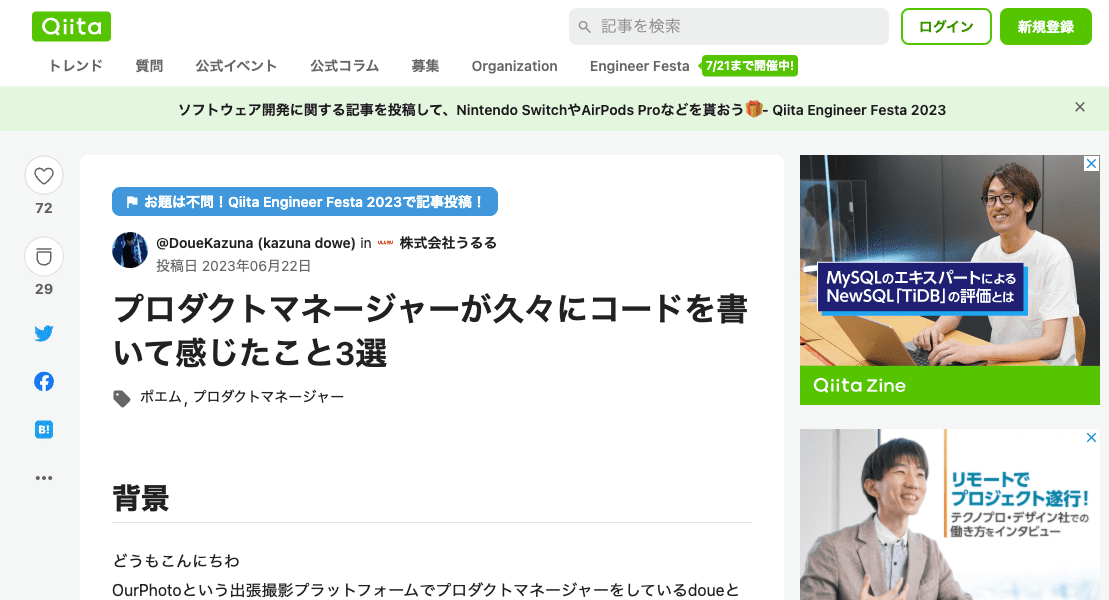 Qiita
記事を検索
ログイン
新規登録
トレンド 質問 公式イベント 公式コラム 募集 Organization Engineer Festa 7/21まで開催中!
ソフトウェア開発に関する記事を投稿して、Nintendo SwitchやAirPods Proなどを貰おう🎁- Qiita Engineer Festa 2023
72
29
B!
お題は不問！Qiita Engineer Festa 2023で記事投稿！
@DoueKazuna (kazuna dowe) in ULURU 株式会社うるる
投稿日 2023年06月22日
プロダクトマネージャーが久々にコードを書
いて感じたこと3選
ポエム, プロダクトマネージャー
背景
どうもこんにちわ
OurPhotoという出張撮影プラットフォームでプロダクトマネージャーをしているdoueと
MySQLのエキスパートによる
NewSQL「TiDB」の評価とは
Qiita Zine
リモートで
プロジェクト遂行!
テクノプロ・デザイン社での
働き方をインタビュー